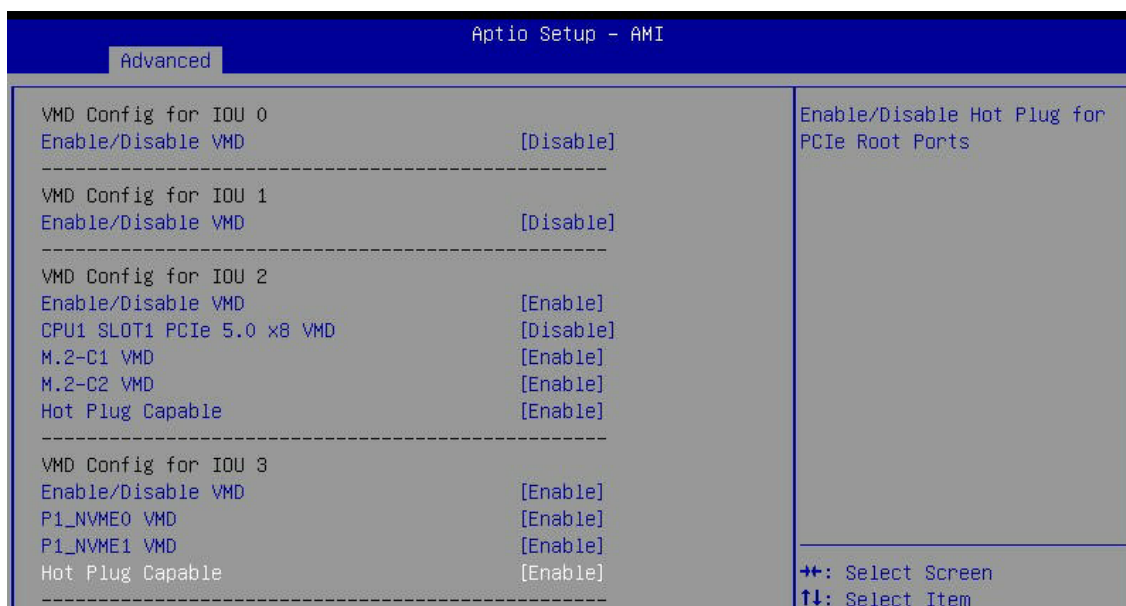 Aptio Setup - AMI
Advanced
VMD Config for IOU 0
Enable/Disable VMD [Disable]
------------------------------------------------
VMD Config for IOU 1
Enable/Disable VMD [Disable]
------------------------------------------------
VMD Config for IOU 2
Enable/Disable VMD [Enable]
CPU1 SLOT1 PCIe 5.0 x8 VMD [Disable]
M.2-C1 VMD [Enable]
M.2-C2 VMD [Enable]
Hot Plug Capable [Enable]
------------------------------------------------
VMD Config for IOU 3
Enable/Disable VMD [Enable]
P1_NVME0 VMD [Enable]
P1_NVME1 VMD [Enable]
Hot Plug Capable [Enable]
------------------------------------------------
Enable/Disable Hot Plug for
PCIe Root Ports
→←: Select Screen
↑↓: Select Item